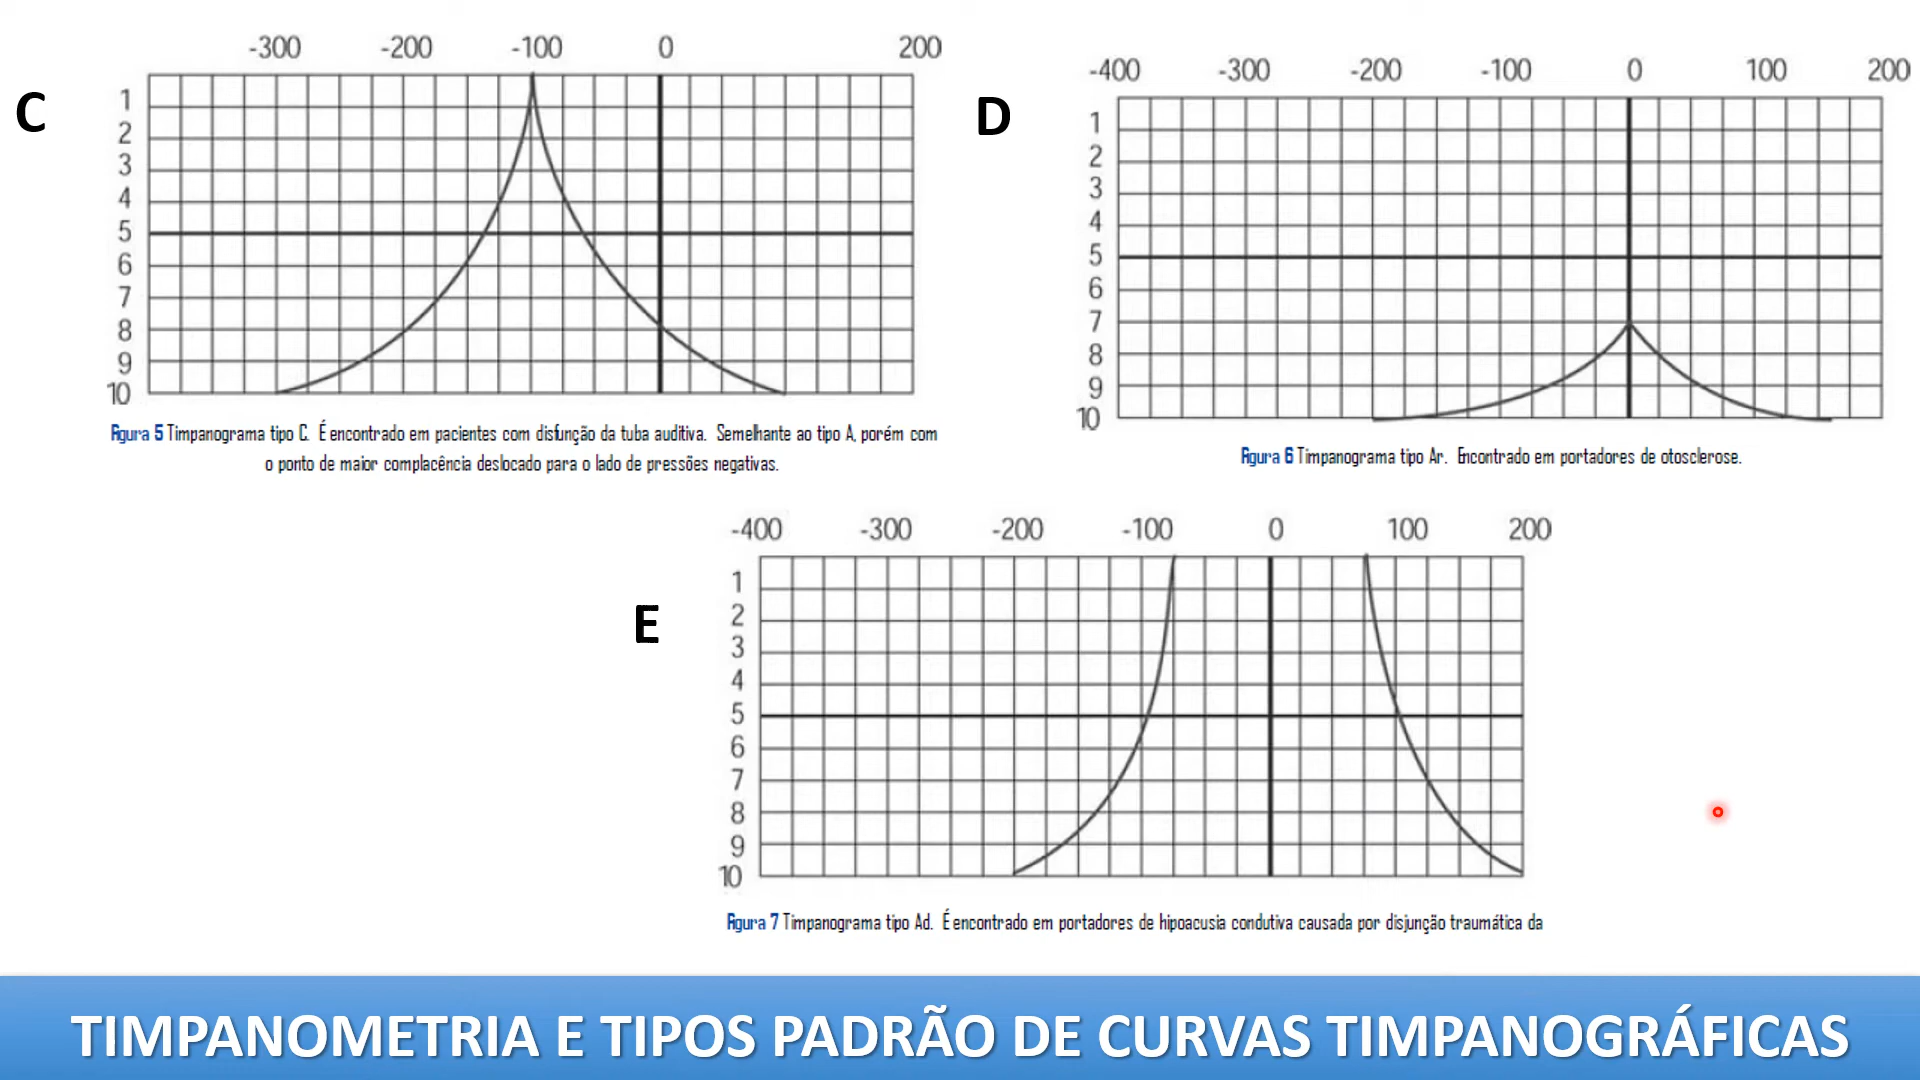 -300 -200 -100 0 200
C
1
2
3
4
5
6
7
8
9
10
Figura 5 Timpanograma tipo C. É encontrado em pacientes com disfunção da tuba auditiva. Semelhante ao tipo A, porém com
o ponto de maior complacência deslocado para o lado de pressões negativas.
-400 -300 -200 -100 0 100 200
D
1
2
3
4
5
6
7
8
9
10
Figura 6 Timpanograma tipo Ar. Encontrado em portadores de otosclerose.
-400 -300 -200 -100 0 100 200
E
1
2
3
4
5
6
7
8
9
10
Figura 7 Timpanograma tipo Ad. É encontrado em portadores de hipoacusia condutiva causada por disjunção traumática da
TIMPANOMETRIA E TIPOS PADRÃO DE CURVAS TIMPANOGRÁFICAS